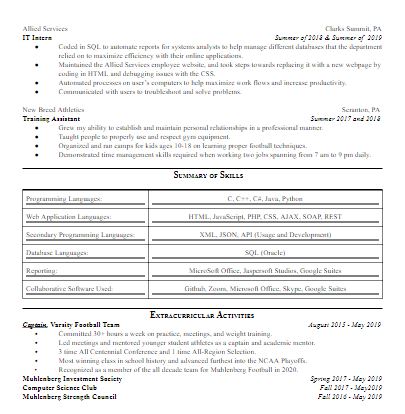 Allied Services Clarks Summit, PA
IT Intern Summer of 2018 & Summer of 2019
• Coded in SQL to automate reports for systems analysts to help manage different databases that the department
relied on to maximize efficiency with their online applications.
• Maintained the Allied Services employee website, and took steps towards replacing it with a new webpage by
coding in HTML and debugging issues with the CSS.
• Automated processes on user's computers to help maximize work flows and increase productivity.
• Communicated with users to troubleshoot and solve problems.
New Breed Athletics Scranton, PA
Training Assistant Summer 2017 and 2018
• Grew my ability to establish and maintain personal relationships in a professional manner.
• Taught people to properly use and respect gym equipment.
• Organized and ran camps for kids ages 10-18 on learning proper football techniques.
• Demonstrated time management skills required when working two jobs spanning from 7 am to 9 pm daily.
SUMMARY OF SKILLS
Programming Languages: C, C++, C#, Java, Python
Web Application Languages: HTML, JavaScript, PHP, CSS, AJAX, SOAP, REST
Secondary Programming Languages: XML, JSON, API (Usage and Development)
Database Languages: SQL (Oracle)
Reporting: MicroSoft Office, Jaspersoft Studios, Google Suites
Collaborative Software Used: Github, Zoom, Microsoft Office, Skype, Google Suites
EXTRACURRICULAR ACTIVITIES
Captain, Varsity Football Team August 2015 - May 2019
• Committed 30+ hours a week on practice, meetings, and weight training.
• Led meetings and mentored younger student athletes as a captain and academic mentor.
• 3 time All Centennial Conference and 1 time All-Region Selection.
• Most winning class in school history and advanced furthest into the NCAA Playoffs.
• Recognized as a member of the all decade team for Muhlenberg Football in 2020.
Muhlenberg Investment Society Spring 2017 - May 2019
Computer Science Club Fall 2017 - May 2019
Muhlenberg Strength Council Fall 2016 - May 2019